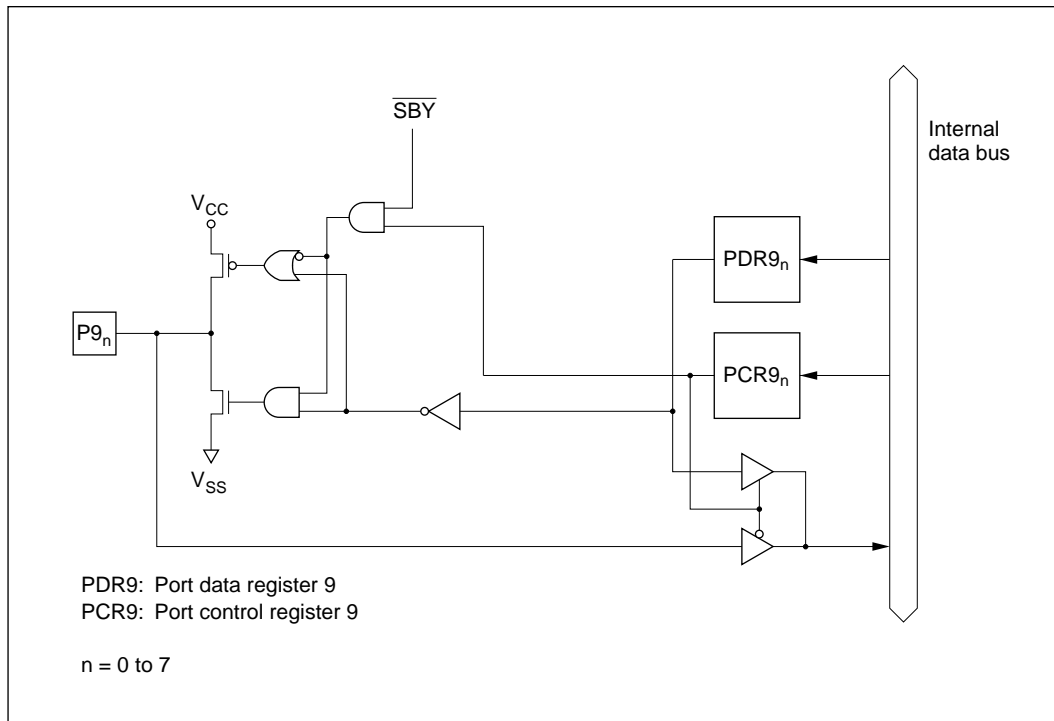 SBY
Internal
data bus
VCC
PDR9n
P9n
PCR9n
VSS
PDR9: Port data register 9
PCR9: Port control register 9
n = 0 to 7